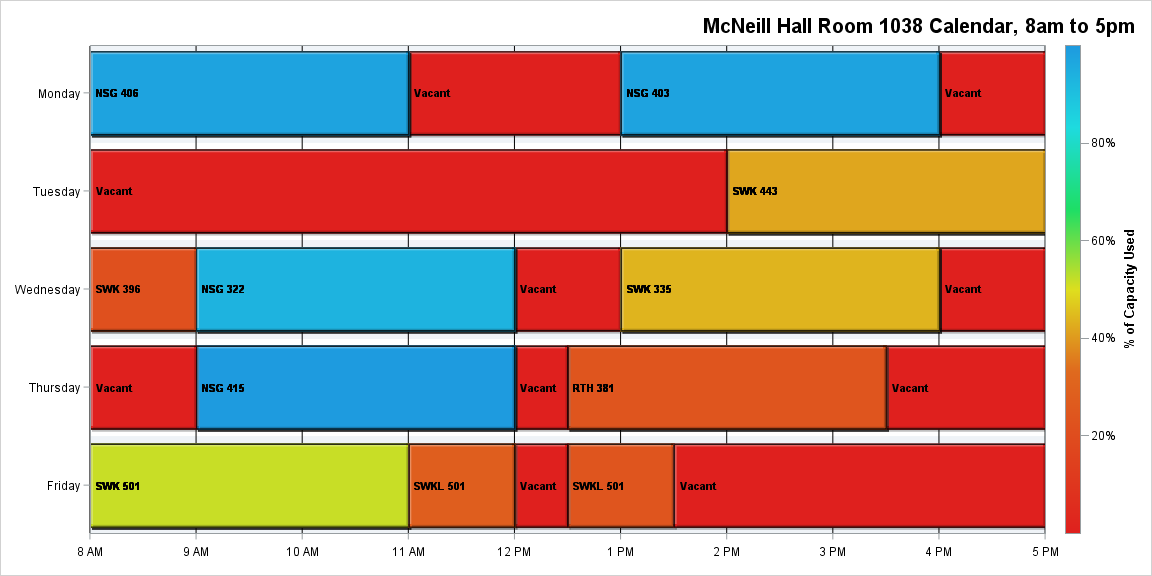 McNeill Hall Room 1038 Calendar, 8am to 5pm
Monday
NSG 406
Vacant
NSG 403
Vacant
Tuesday
Vacant
SWK 443
Wednesday
SWK 396
NSG 322
Vacant
SWK 335
Vacant
Thursday
Vacant
NSG 415
Vacant
RTH 381
Vacant
Friday
SWK 501
SWKL 501
Vacant
SWKL 501
Vacant
8 AM
9 AM
10 AM
11 AM
12 PM
1 PM
2 PM
3 PM
4 PM
5 PM
80%
60%
40%
20%
% of Capacity Used